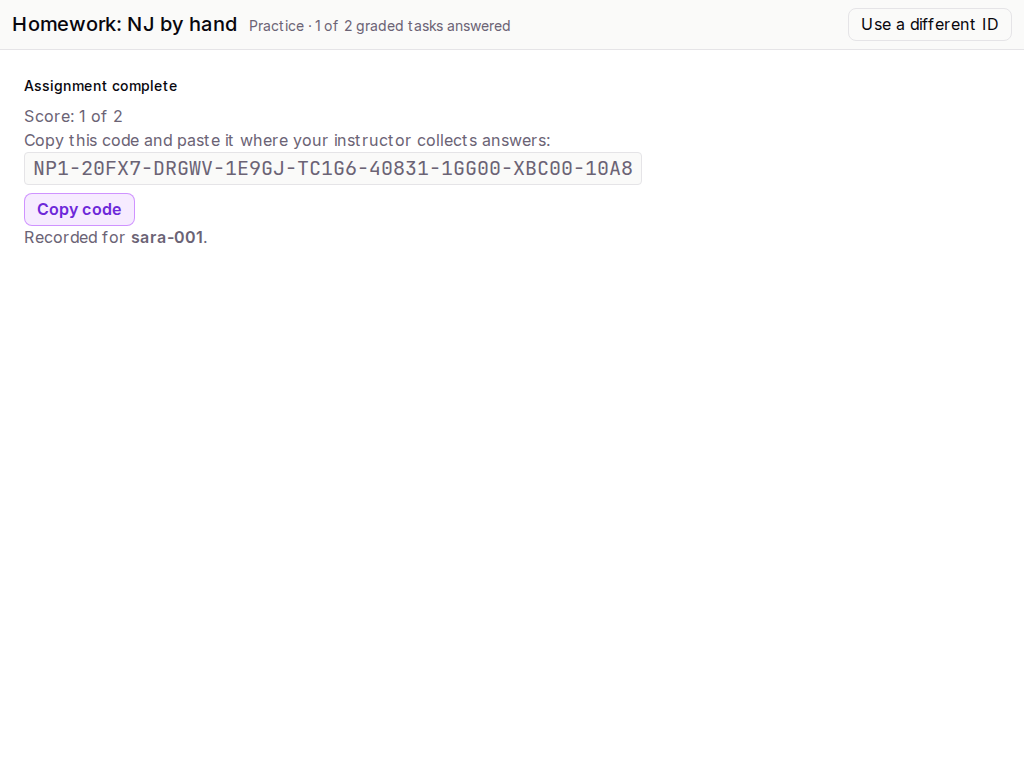 Homework: NJ by hand Practice · 1 of 2 graded tasks answered Use a different ID
Assignment complete
Score: 1 of 2
Copy this code and paste it where your instructor collects answers:
NP1-20FX7-DRGWV-1E9GJ-TC1G6-40831-1GG00-XBC00-10A8
Copy code
Recorded for sara-001.